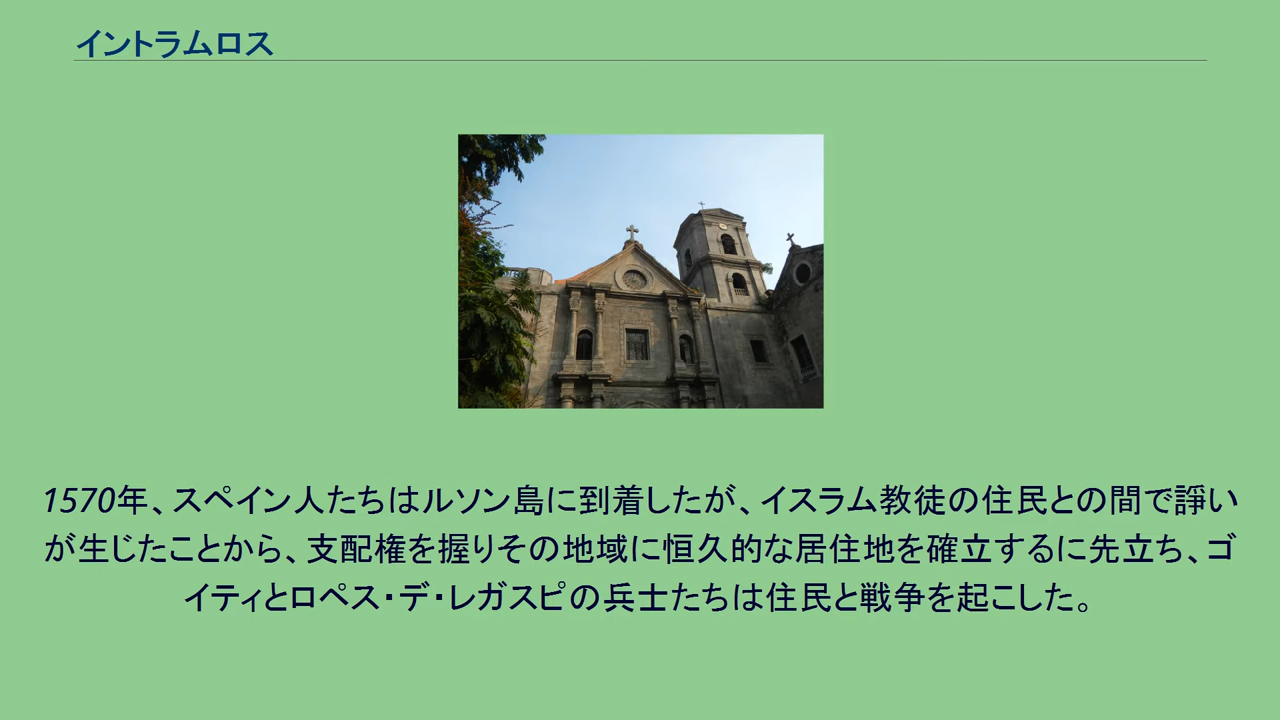 イントラムロス
1570年、スペイン人たちはルソン島に到着したが、イスラム教徒の住民との間で諍い
が生じたことから、支配権を握りその地域に恒久的な居住地を確立するに先立ち、ゴ
イティとロペス・デ・レガスピの兵士たちは住民と戦争を起こした。